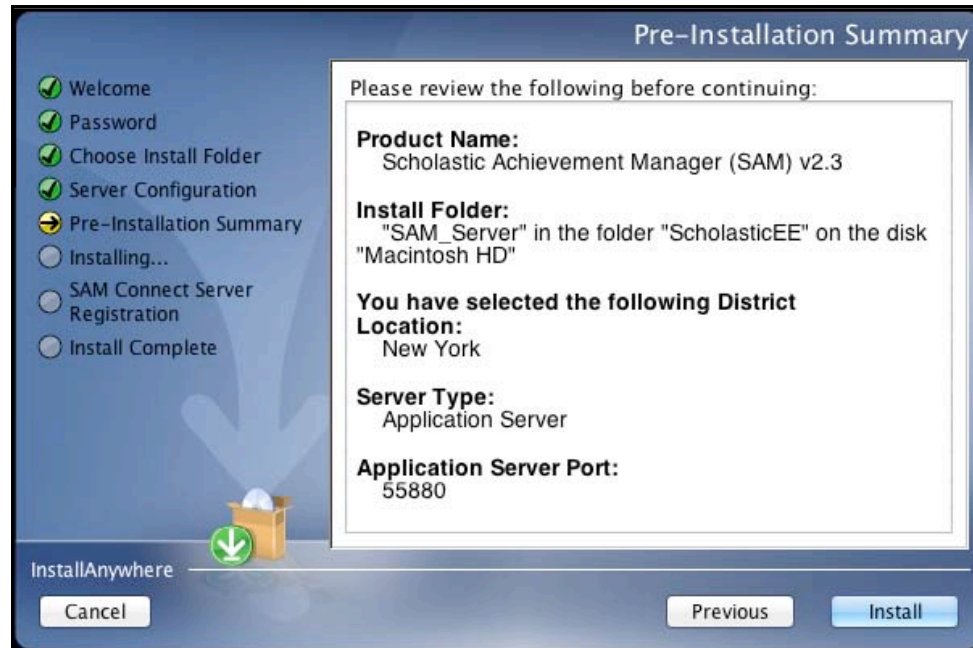 Pre-Installation Summary
Welcome
Password
Choose Install Folder
Server Configuration
Pre-Installation Summary
Installing...
SAM Connect Server
Registration
Install Complete
Please review the following before continuing:
Product Name:
Scholastic Achievement Manager (SAM) v2.3
Install Folder:
"SAM_Server" in the folder "ScholasticEE" on the disk
"Macintosh HD"
You have selected the following District
Location:
New York
Server Type:
Application Server
Application Server Port:
55880
InstallAnywhere
Cancel
Previous
Install